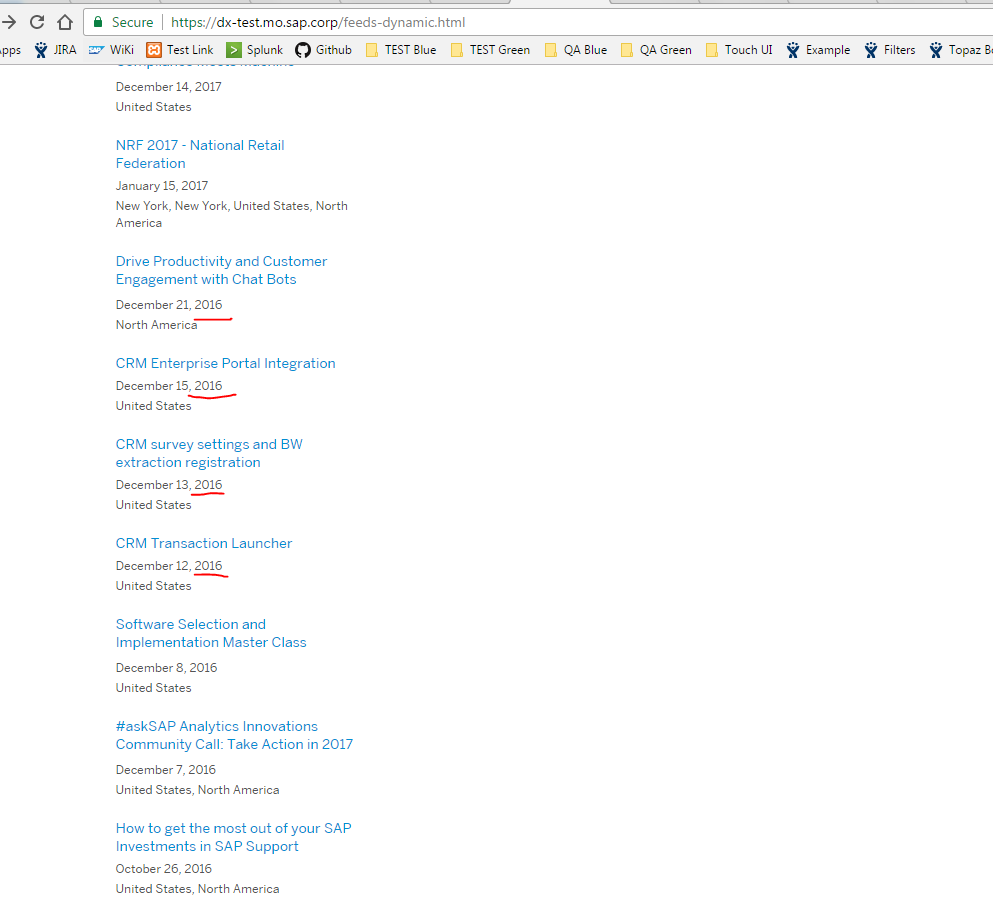 Secure https://dx-test.mo.sap.corp/feeds-dynamic.html
JIRA WiKi Test Link Splunk Github TEST Blue TEST Green QA Blue QA Green Touch UI Example Filters Topaz
December 14, 2017
United States
NRF 2017 - National Retail
Federation
January 15, 2017
New York, New York, United States, North
America
Drive Productivity and Customer
Engagement with Chat Bots
December 21, 2016
North America
CRM Enterprise Portal Integration
December 15, 2016
United States
CRM survey settings and BW
extraction registration
December 13, 2016
United States
CRM Transaction Launcher
December 12, 2016
United States
Software Selection and
Implementation Master Class
December 8, 2016
United States
#askSAP Analytics Innovations
Community Call: Take Action in 2017
December 7, 2016
United States, North America
How to get the most out of your SAP
Investments in SAP Support
October 26, 2016
United States, North America